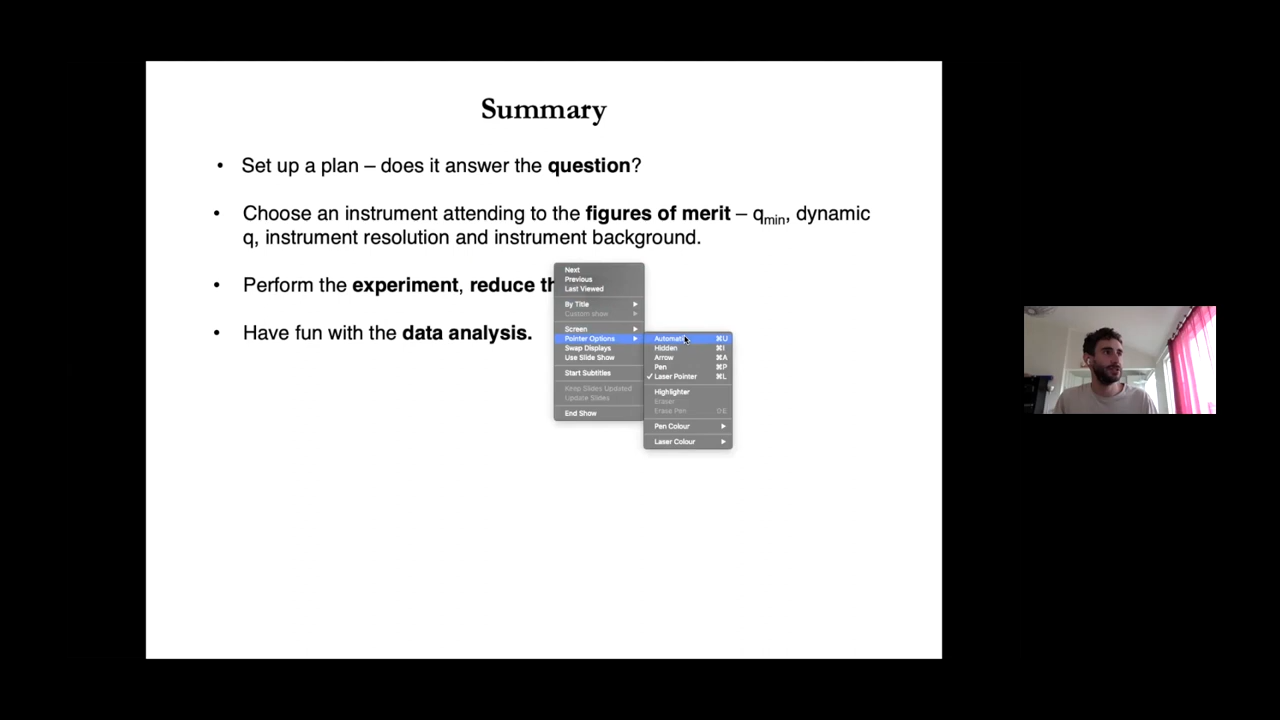 Summary
• Set up a plan – does it answer the question?
• Choose an instrument attending to the figures of merit – qmin, dynamic
q, instrument resolution and instrument background.
• Perform the experiment, reduce th
• Have fun with the data analysis.
Next
Previous
Last Viewed
By Title
Custom show
Screen
Pointer Options
Swap Displays
Use Slide Show
Start Subtitles
Keep Slides Updated
Update Slides
End Show
Automatic ⌘U
Hidden ⌘I
Arrow ⌘A
Pen ⌘P
✓ Laser Pointer ⌘L
Highlighter
Eraser
Erase Pen ⇧E
Pen Colour
Laser Colour